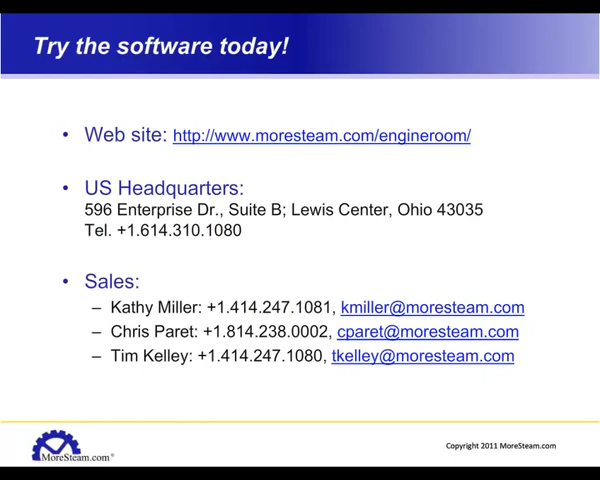 Try the software today!
• Web site: http://www.moresteam.com/engineroom/
• US Headquarters:
596 Enterprise Dr., Suite B; Lewis Center, Ohio 43035
Tel. +1.614.310.1080
• Sales:
– Kathy Miller: +1.414.247.1081, kmiller@moresteam.com
– Chris Paret: +1.814.238.0002, cparet@moresteam.com
– Tim Kelley: +1.414.247.1080, tkelley@moresteam.com
MoreSteam.com®
Copyright 2011 MoreSteam.com